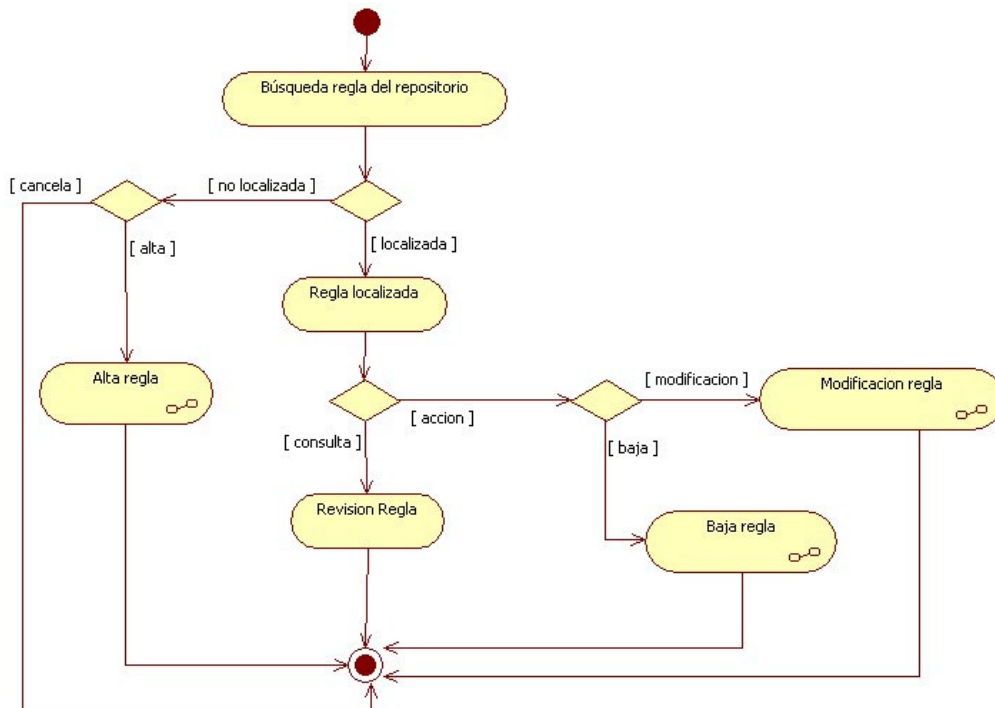 Búsqueda regla del repositorio
[ cancela ]
[ no localizada ]
[ alta ]
[ localizada ]
Regla localizada
Alta regla
[ modificacion ]
Modificacion regla
[ accion ]
[ consulta ]
[ baja ]
Revision Regla
Baja regla